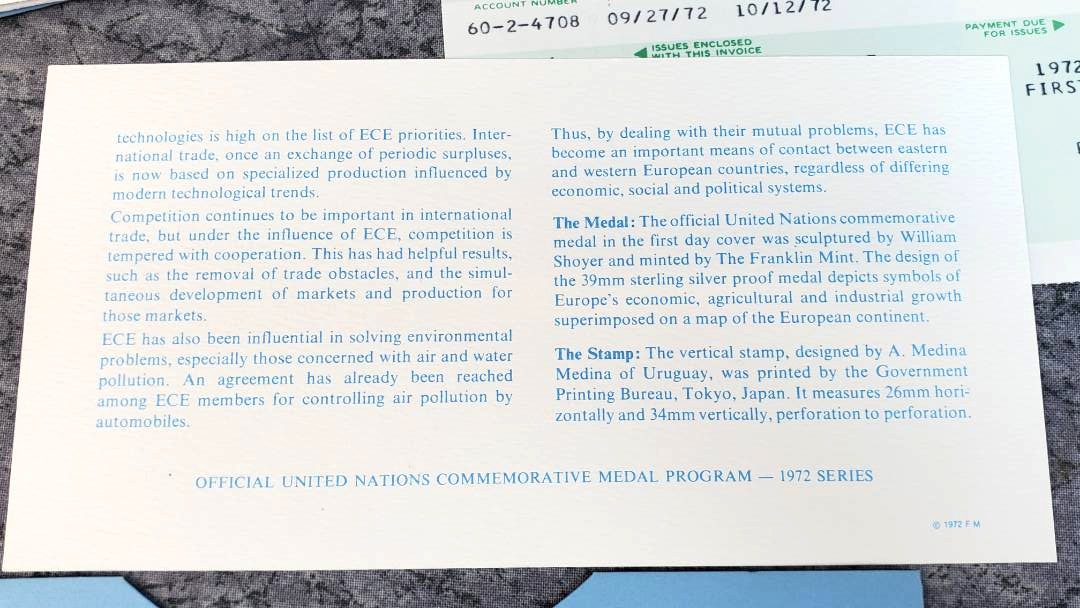 ACCOUNT NUMBER
60-2-4708 09/27/72 10/12/72
ISSUES ENCLOSED
WITH THIS INVOICE
PAYMENT DUE
FOR ISSUES
1972
FIRS
technologies is high on the list of ECE priorities. Inter-
national trade, once an exchange of periodic surpluses,
is now based on specialized production influenced by
modern technological trends.
Competition continues to be important in international
trade, but under the influence of ECE, competition is
tempered with cooperation. This has had helpful results,
such as the removal of trade obstacles, and the simul-
taneous development of markets and production for
those markets.
ECE has also been influential in solving environmental
problems, especially those concerned with air and water
pollution. An agreement has already been reached
among ECE members for controlling air pollution by
automobiles.
Thus, by dealing with their mutual problems, ECE has
become an important means of contact between eastern
and western European countries, regardless of differing
economic, social and political systems.
The Medal: The official United Nations commemorative
medal in the first day cover was sculptured by William
Shoyer and minted by The Franklin Mint. The design of
the 39mm sterling silver proof medal depicts symbols of
Europe's economic, agricultural and industrial growth
superimposed on a map of the European continent.
The Stamp: The vertical stamp, designed by A. Medina
Medina of Uruguay, was printed by the Government
Printing Bureau, Tokyo, Japan. It measures 26mm hori-
zontally and 34mm vertically, perforation to perforation.
OFFICIAL UNITED NATIONS COMMEMORATIVE MEDAL PROGRAM — 1972 SERIES
© 1972 F M